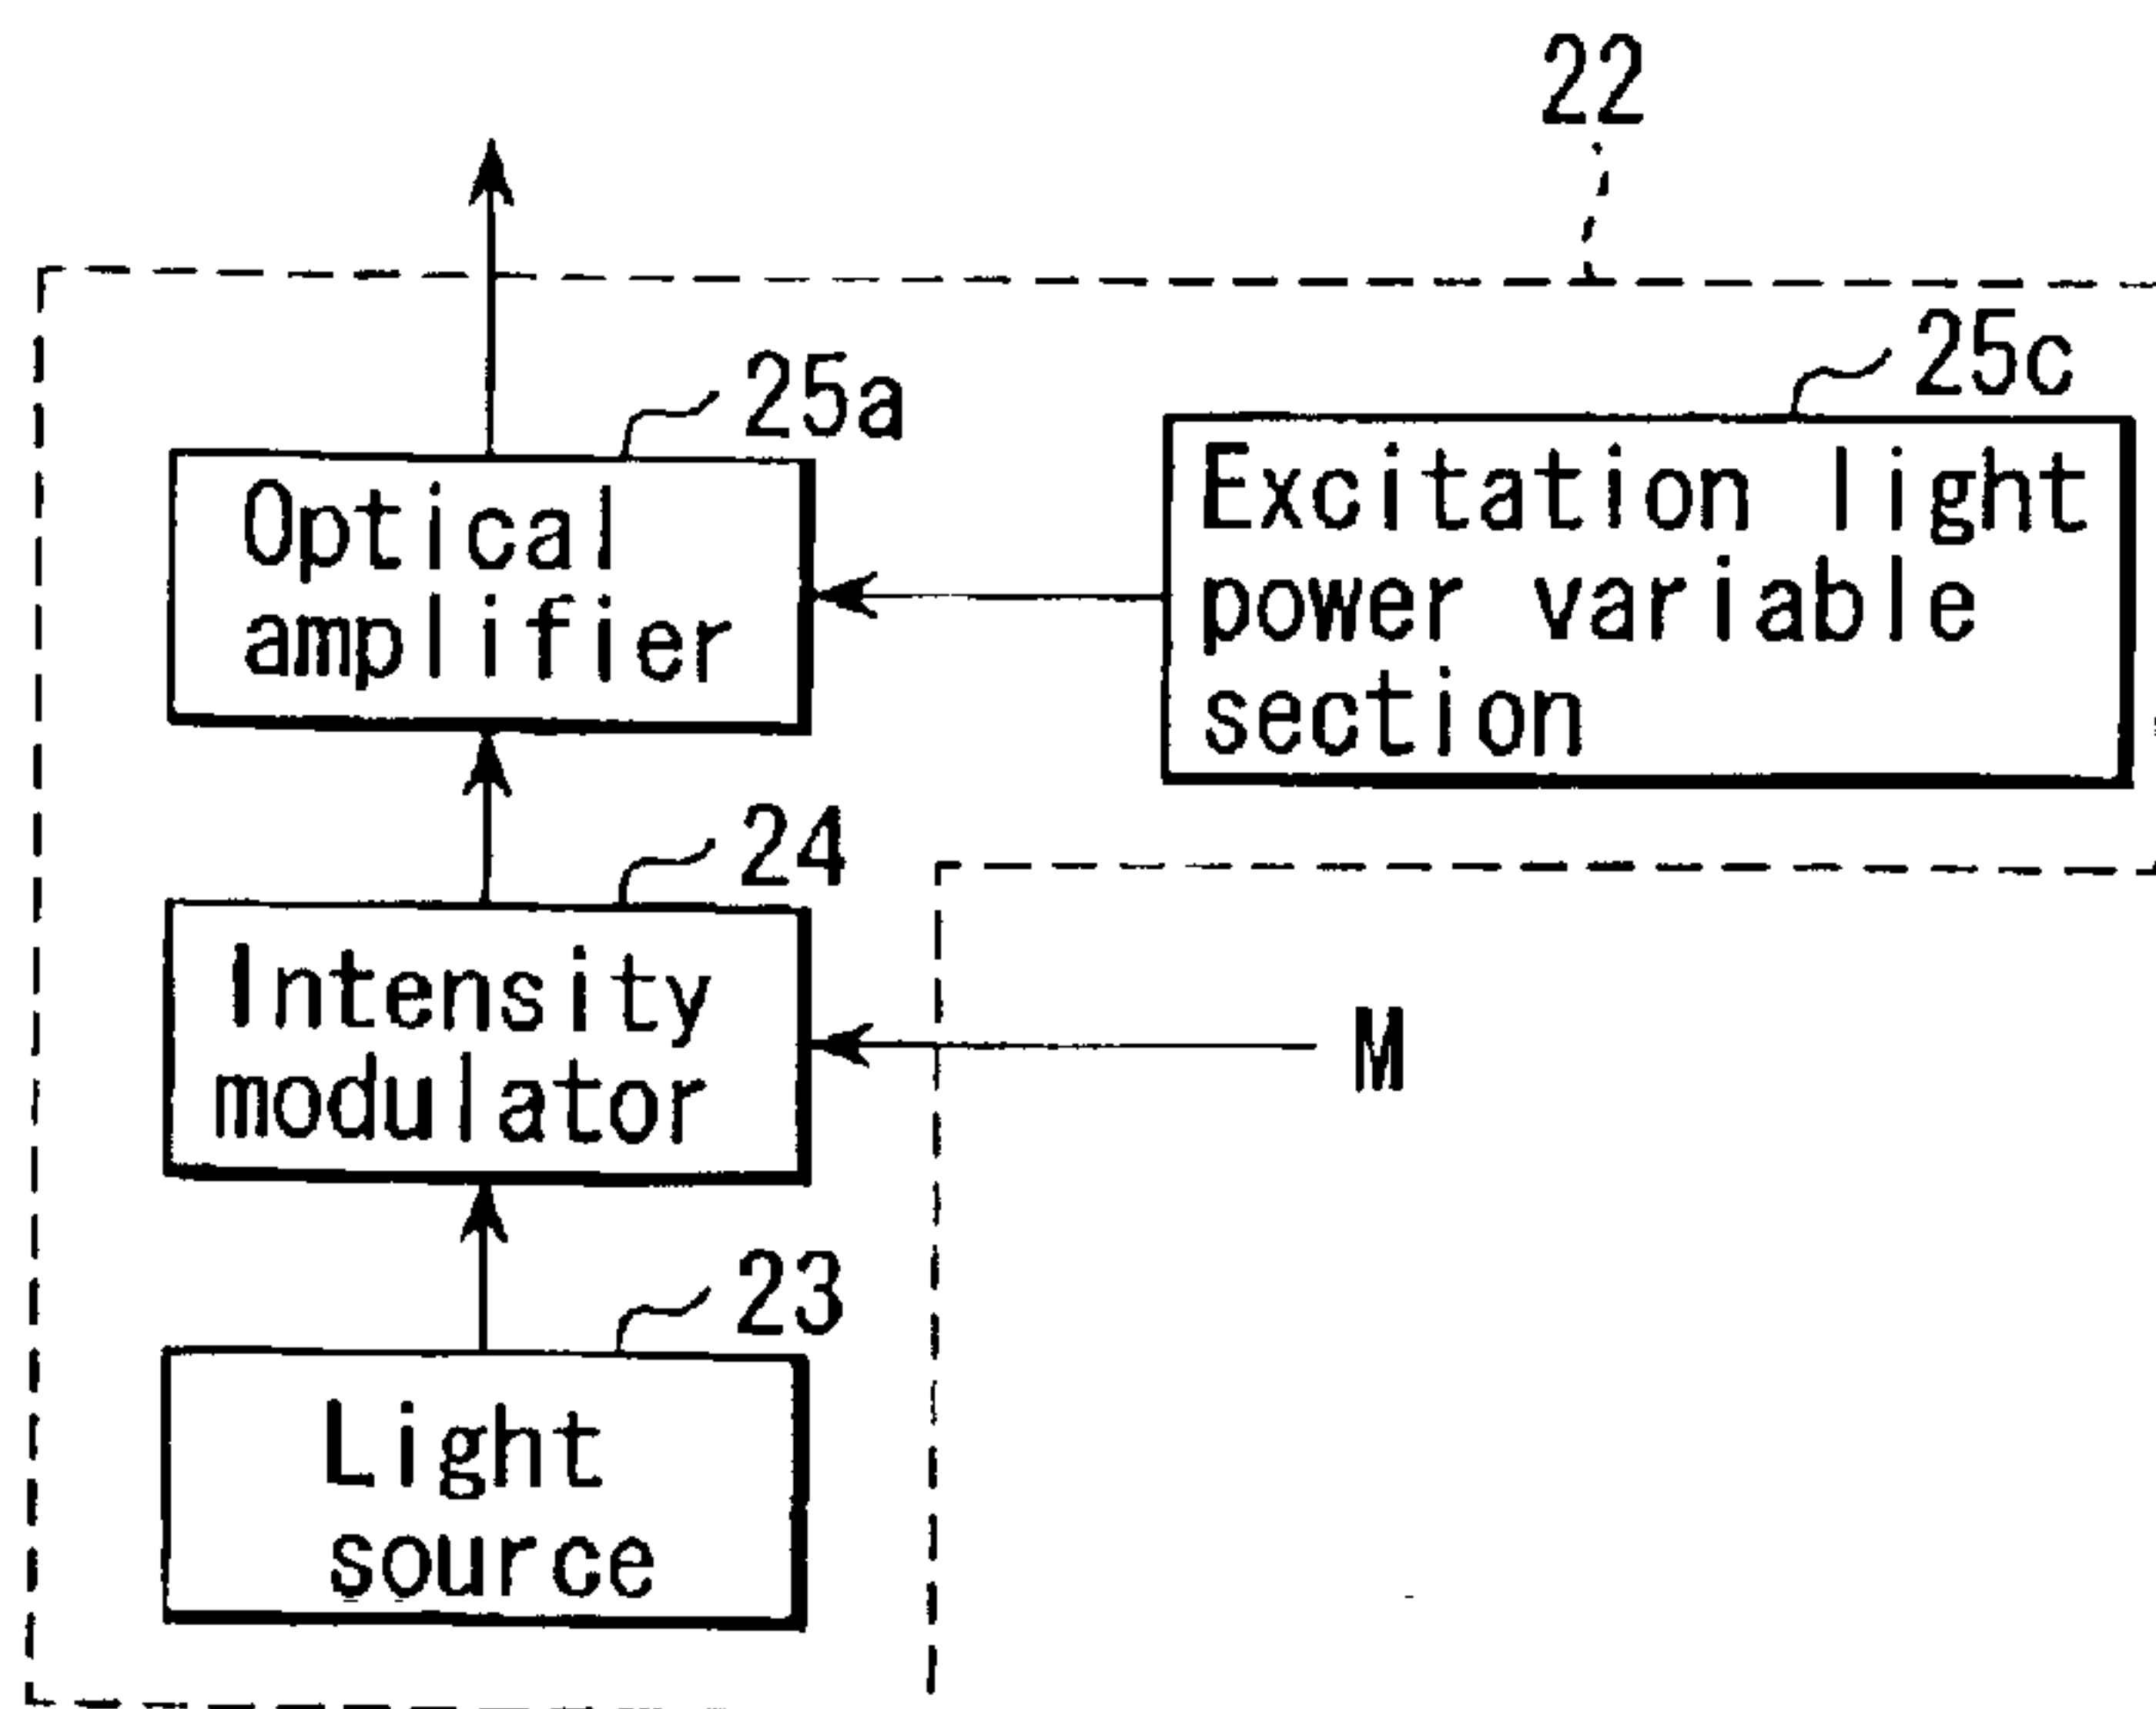 22
25a
25c
Optical
amplifier
Excitation light
power variable
section
24
Intensity
modulator
M
23
Light
source